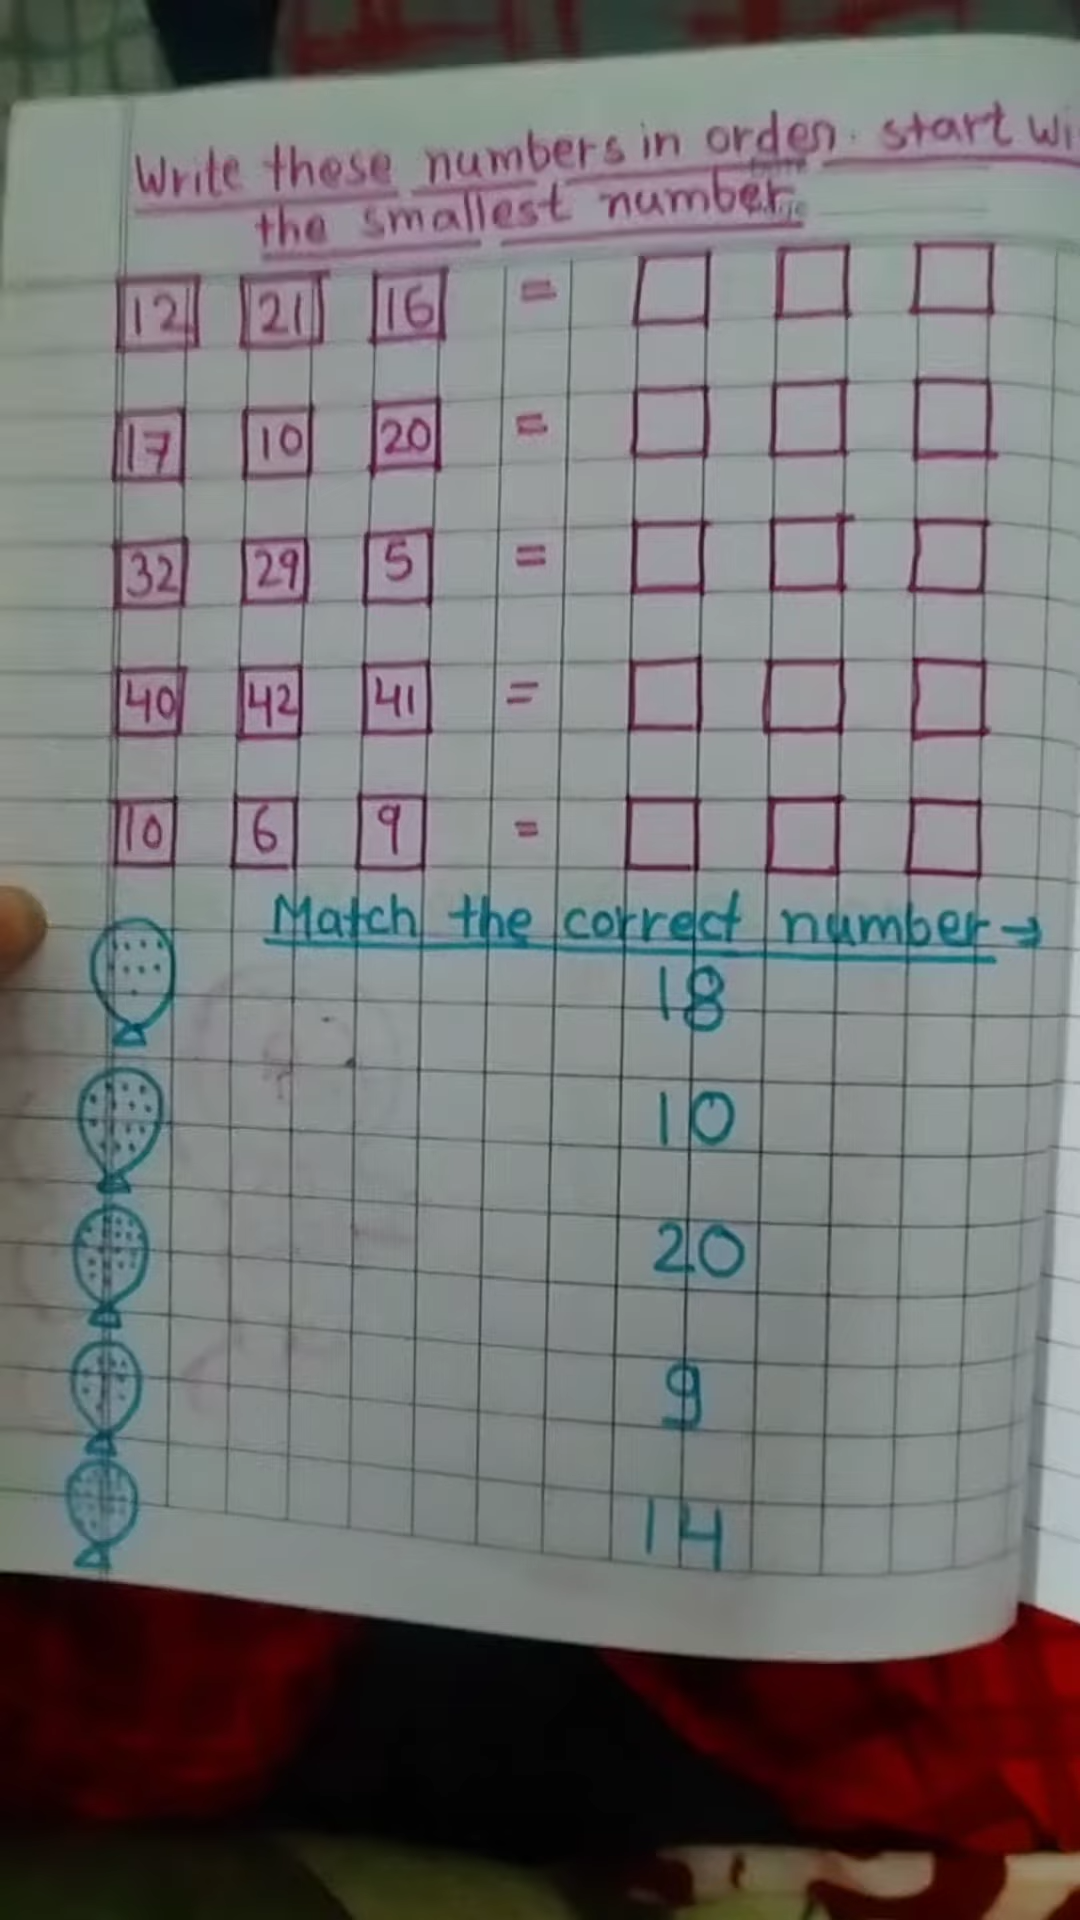 Write these numbers in order. start wi
the smallest number.
12 21 16 =
17 10 20 =
32 29 5 =
40 42 41 =
10 6 9 =
Match the correct number→
18
10
20
9
14